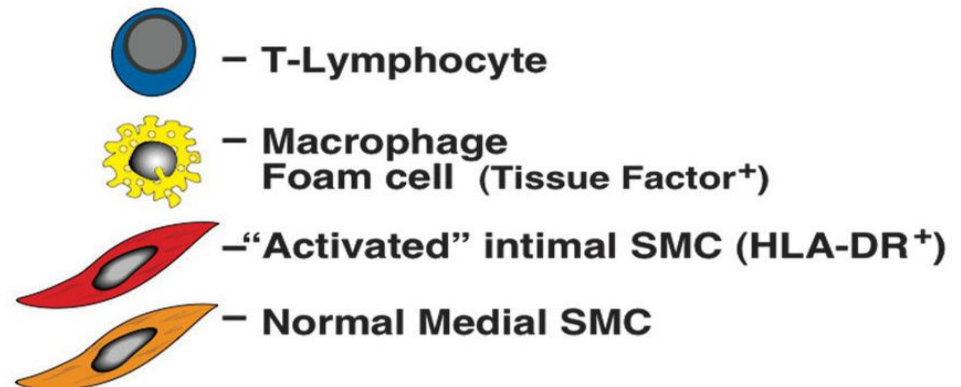 – T-Lymphocyte
– Macrophage
Foam cell (Tissue Factor⁺)
–“Activated” intimal SMC (HLA-DR⁺)
– Normal Medial SMC